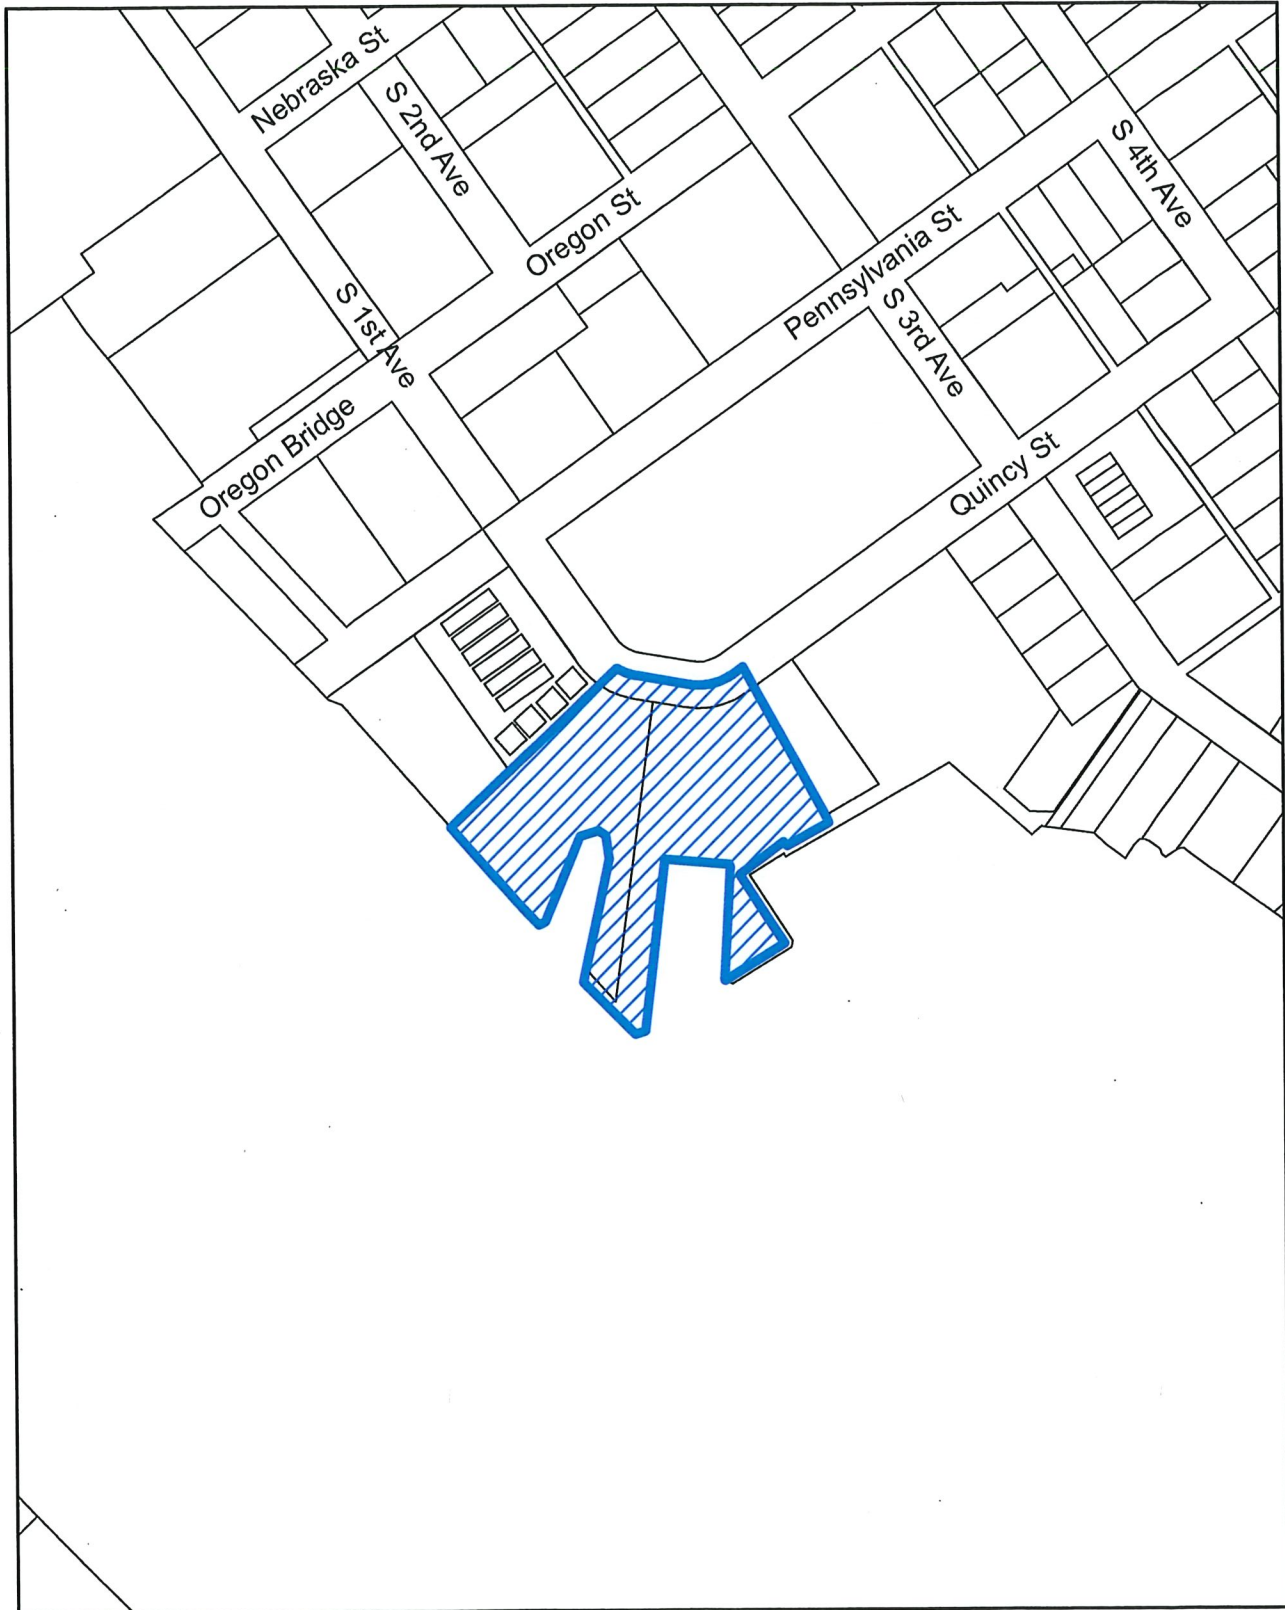 Nebraska St
S 2nd Ave
S 4th Ave
Oregon St
Pennsylvania St
S 1st Ave
S 3rd Ave
Oregon Bridge
Quincy St